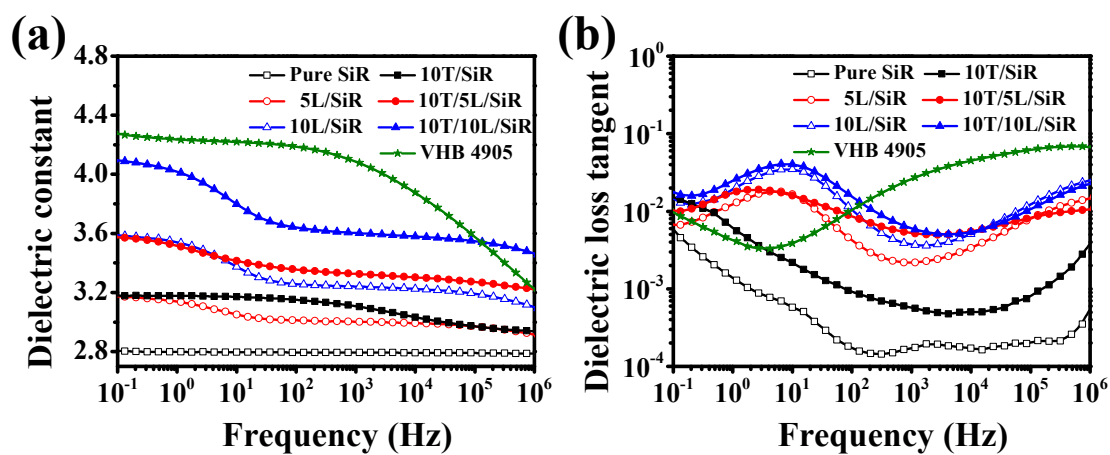 (a)
4.8
4.4
4.0
3.6
3.2
2.8
Dielectric constant
Pure SiR
10T/SiR
5L/SiR
10T/5L/SiR
10L/SiR
10T/10L/SiR
VHB 4905
10-1 100 101 102 103 104 105 106
Frequency (Hz)
(b)
100
10-1
10-2
10-3
10-4
Dielectric loss tangent
Pure SiR
10T/SiR
5L/SiR
10T/5L/SiR
10L/SiR
10T/10L/SiR
VHB 4905
10-1 100 101 102 103 104 105 106
Frequency (Hz)